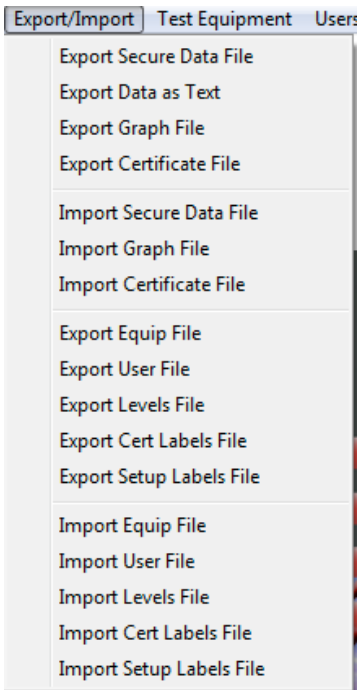 Export/Import Test Equipment Users
Export Secure Data File
Export Data as Text
Export Graph File
Export Certificate File
Import Secure Data File
Import Graph File
Import Certificate File
Export Equip File
Export User File
Export Levels File
Export Cert Labels File
Export Setup Labels File
Import Equip File
Import User File
Import Levels File
Import Cert Labels File
Import Setup Labels File